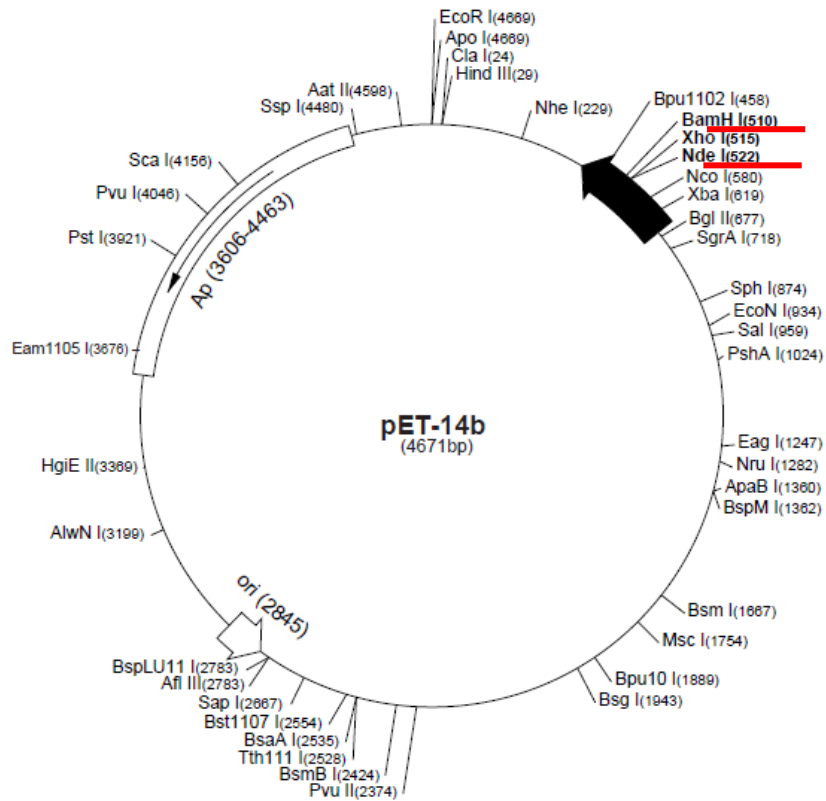 EcoR I(4669)
Apo I(4669)
Cla I(24)
Hind III(29)
Nhe I(229)
Bpu1102 I(458)
BamH I(510)
Xho I(515)
Nde I(522)
Nco I(580)
Xba I(619)
Bgl II(677)
SgrA I(718)
Sph I(874)
EcoN I(934)
Sal I(959)
PshA I(1024)
Eag I(1247)
Nru I(1282)
ApaB I(1360)
BspM I(1362)
Bsm I(1667)
Msc I(1754)
Bpu10 I(1889)
Bsg I(1943)
Pvu II(2374)
BsmB I(2424)
Tth111 I(2528)
BsaA I(2535)
Bst1107 I(2554)
Sap I(2667)
Afl III(2783)
BspLU11 I(2783)
ori (2845)
AlwN I(3199)
HgiE II(3369)
Eam1105 I(3676)
Pst I(3921)
Pvu I(4046)
Sca I(4156)
Ssp I(4480)
Aat II(4598)
Ap (3606-4463)
pET-14b
(4671bp)